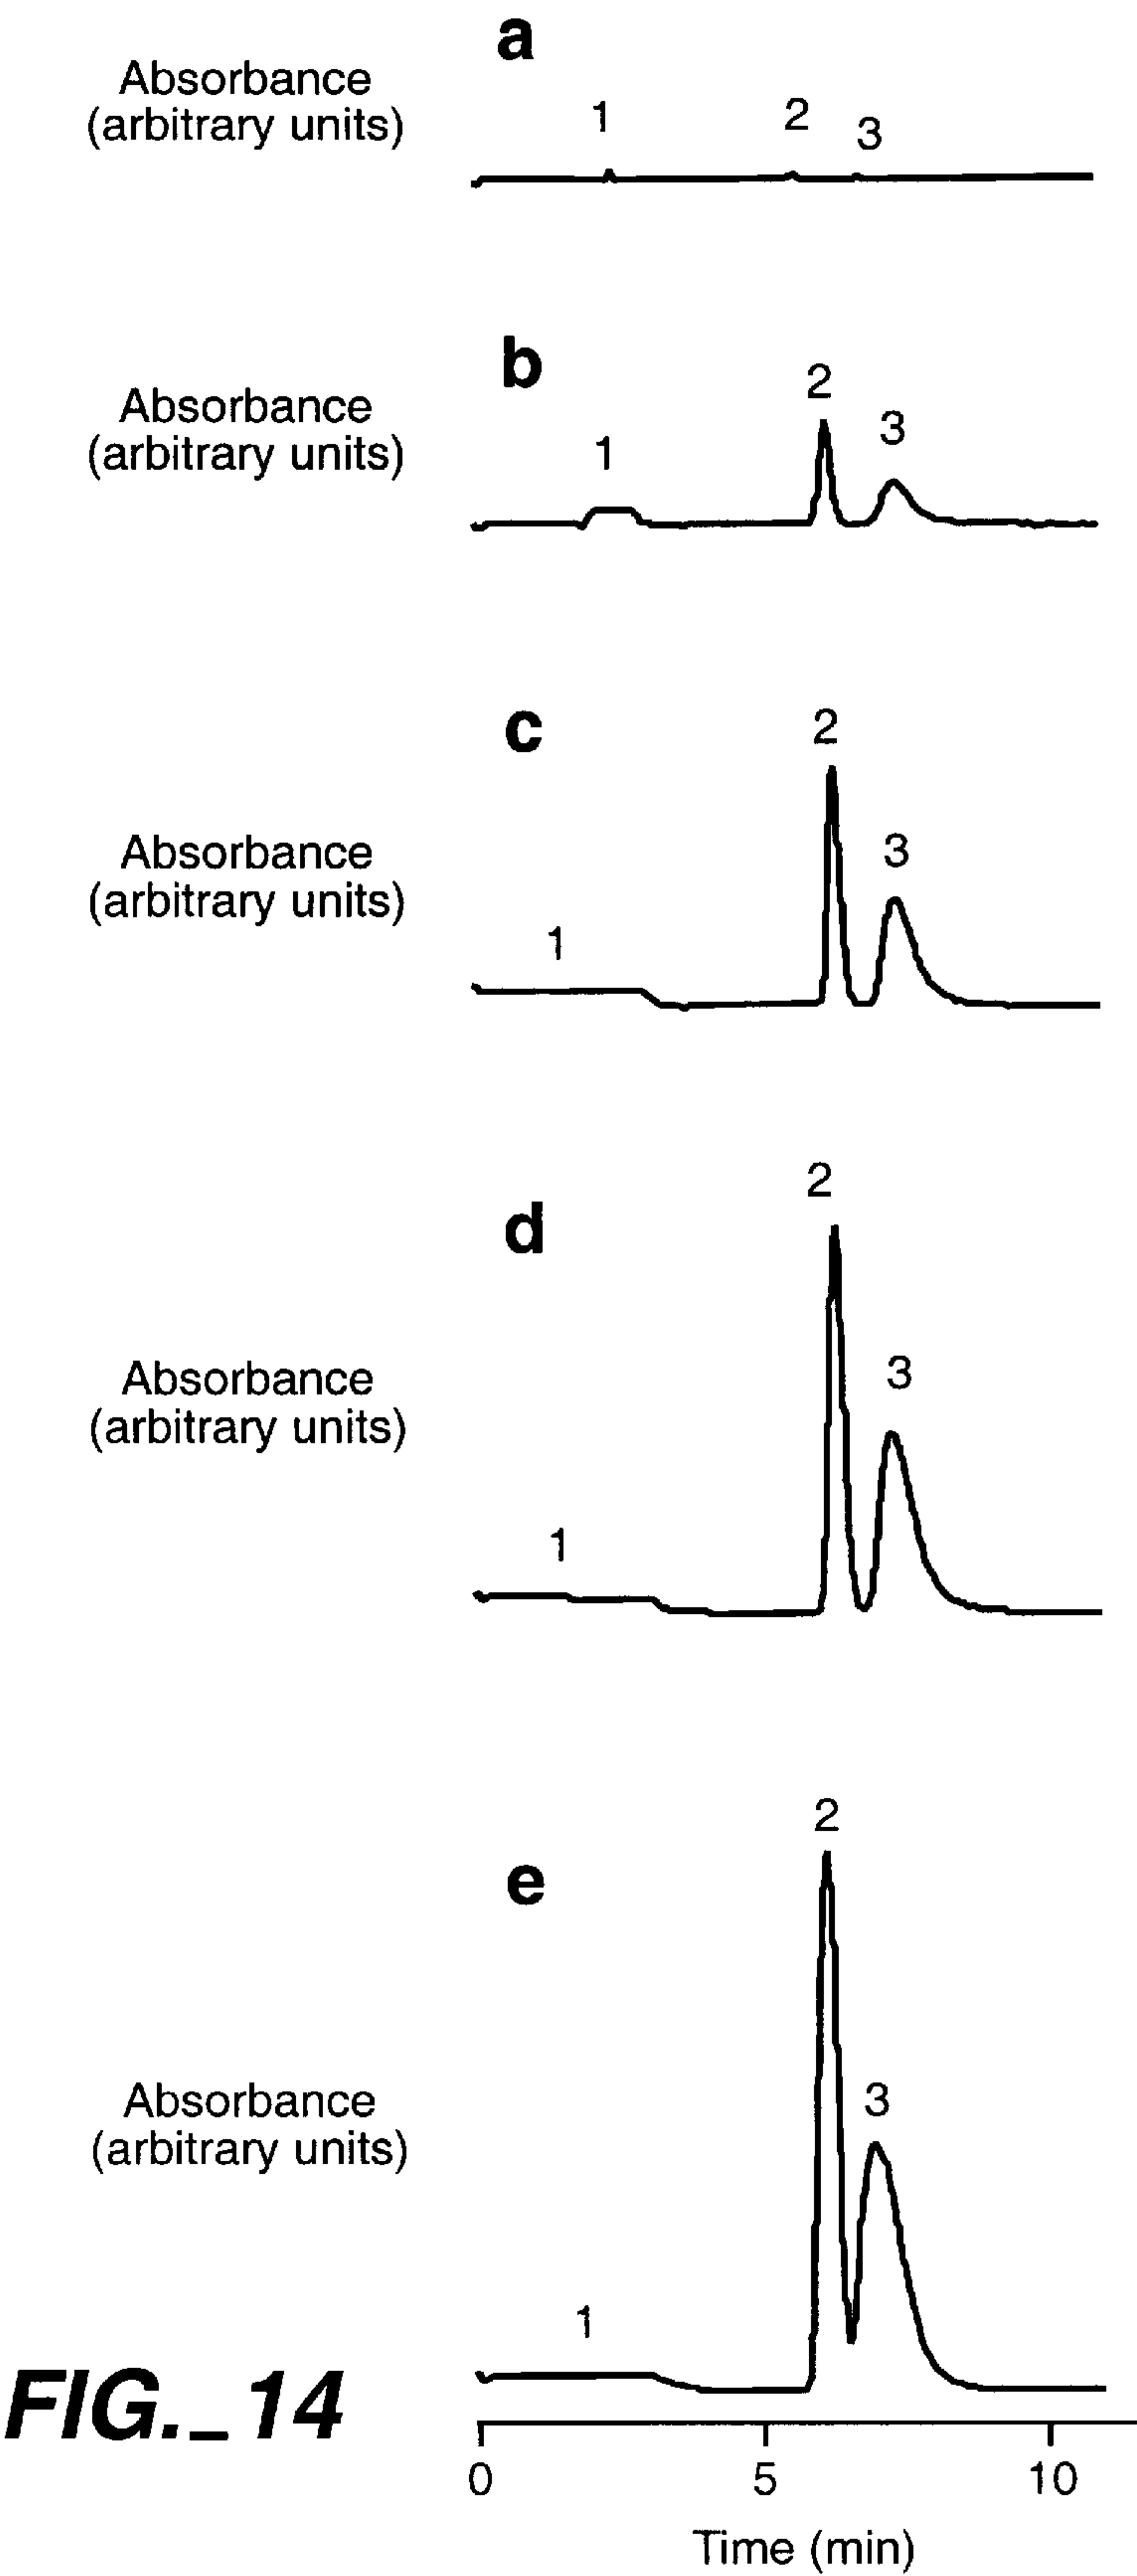 a
Absorbance
(arbitrary units)
1 2 3
b
Absorbance
(arbitrary units)
1 2 3
c
Absorbance
(arbitrary units)
1 2 3
d
Absorbance
(arbitrary units)
1 2 3
e
Absorbance
(arbitrary units)
1 2 3
FIG._14
0 5 10
Time (min)